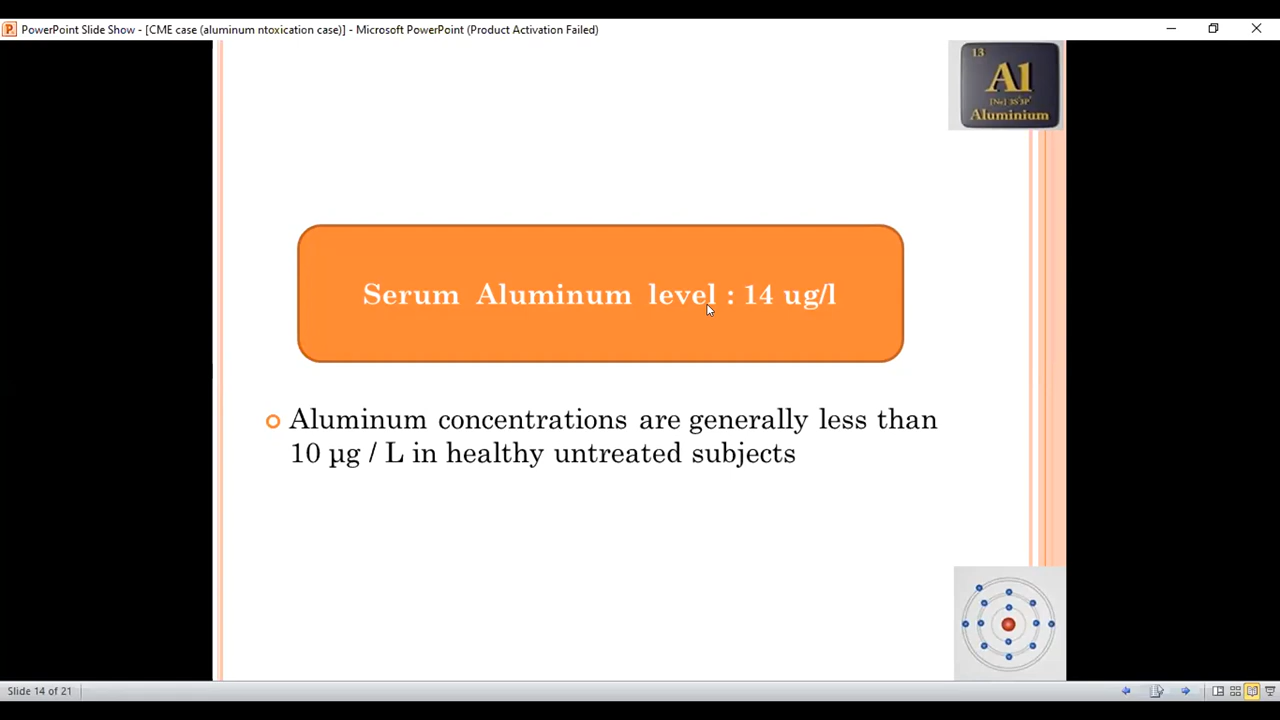 PowerPoint Slide Show - [CME case (aluminum ntoxication case)] - Microsoft PowerPoint (Product Activation Failed)
13
Al
[Ne] 3S² 3P¹
Aluminium
Serum Aluminum level : 14 ug/l
Aluminum concentrations are generally less than
10 µg / L in healthy untreated subjects
Slide 14 of 21